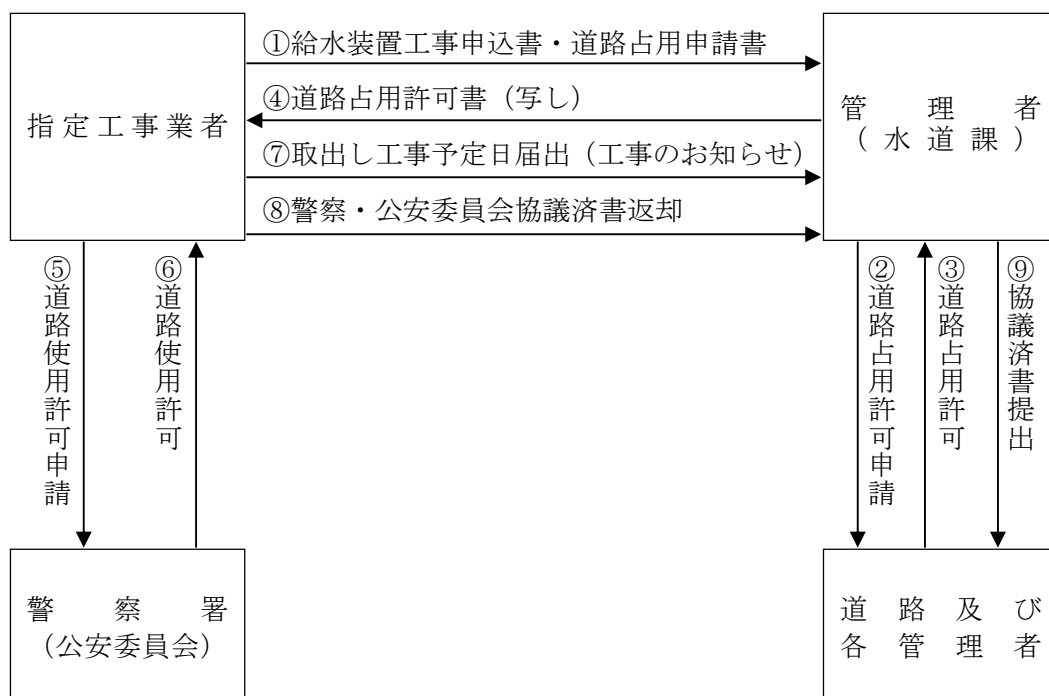 ①給水装置工事申込書・道路占用申請書
④道路占用許可書（写し）
指定工事業者
管理者
（水道課）
⑦取出し工事予定日届出（工事のお知らせ）
⑧警察・公安委員会協議済書返却
⑤道路使用許可申請
⑥道路使用許可
②道路占用許可申請
③道路占用許可
⑨協議済書提出
警察署
（公安委員会）
道路及び
各管理者